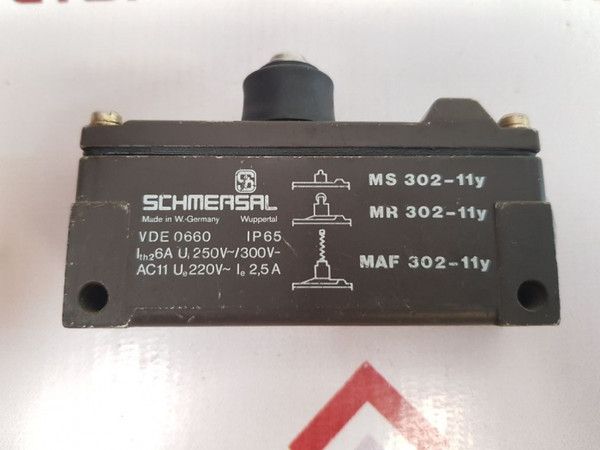 SCHMERSAL
Made in W.-Germany Wuppertal
VDE 0660 IP65
Ith2 6A Ui 250V~/300V-
AC11 Ue 220V~ Ie 2,5A
MS 302-11y
MR 302-11y
MAF 302-11y